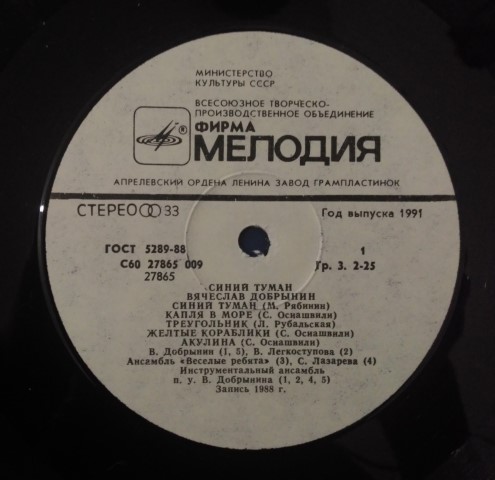 МИНИСТЕРСТВО
КУЛЬТУРЫ СССР
ВСЕСОЮЗНОЕ ТВОРЧЕСКО-
ПРОИЗВОДСТВЕННОЕ ОБЪЕДИНЕНИЕ
ФИРМА
® МЕЛОДИЯ
АПРЕЛЕВСКИЙ ОРДЕНА ЛЕНИНА ЗАВОД ГРАМПЛАСТИНОК
СТЕРЕО 33 Год выпуска 1991
ГОСТ 5289-88 1
С60 27865 009 Гр. 3. 2-25
27865
СИНИЙ ТУМАН
ВЯЧЕСЛАВ ДОБРЫНИН
СИНИЙ ТУМАН (М. Рябинин)
КАПЛЯ В МОРЕ (С. Осиашвили)
ТРЕУГОЛЬНИК (Л. Рубальская)
ЖЕЛТЫЕ КОРАБЛИКИ (С. Осиашвили)
АКУЛИНА (С. Осиашвили)
В. Добрынин (1, 5), В. Легкоступова (2)
Ансамбль «Веселые ребята» (3), С. Лазарева (4)
Инструментальный ансамбль
п. у. В. Добрынина (1, 2, 4, 5)
Запись 1988 г.